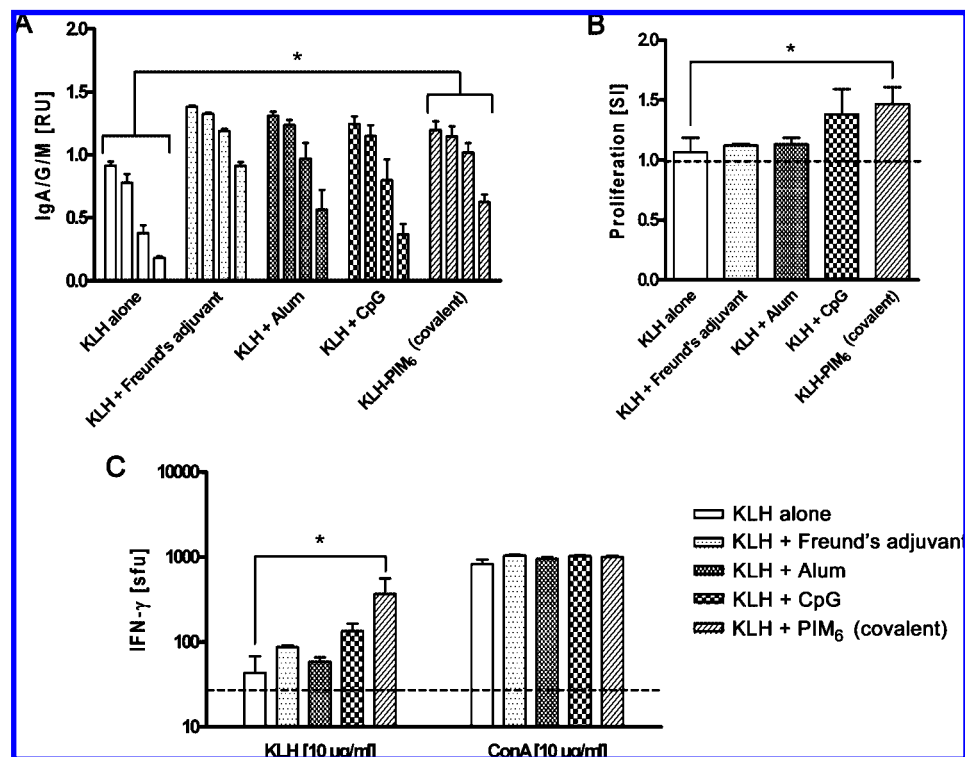 A
IgA/G/M [RU]
2.0
1.5
1.0
0.5
0.0
*
KLH alone
KLH + Freund's adjuvant
KLH + Alum
KLH + CpG
KLH-PIM6 (covalent)
B
Proliferation [SI]
2.0
1.5
1.0
0.5
0.0
*
KLH alone
KLH + Freund's adjuvant
KLH + Alum
KLH + CpG
KLH-PIM6 (covalent)
C
IFN-γ [sfu]
10000
1000
100
10
*
KLH [10 µg/ml]
ConA [10 µg/ml]
KLH alone
KLH + Freund's adjuvant
KLH + Alum
KLH + CpG
KLH + PIM6 (covalent)